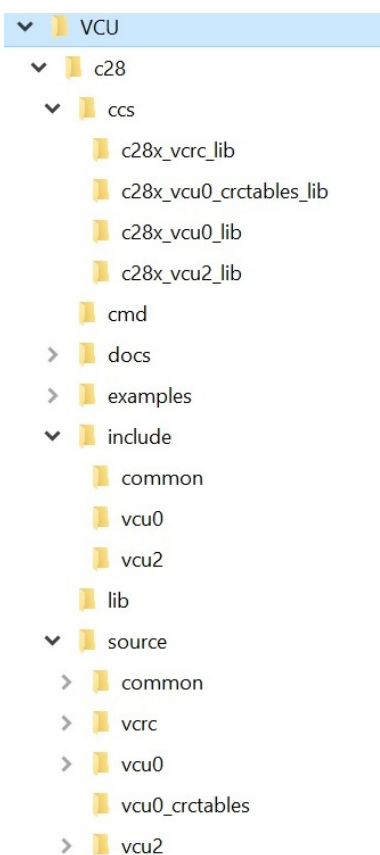 VCU
c28
ccs
c28x_vcrc_lib
c28x_vcu0_crctables_lib
c28x_vcu0_lib
c28x_vcu2_lib
cmd
docs
examples
include
common
vcu0
vcu2
lib
source
common
vcrc
vcu0
vcu0_crctables
vcu2